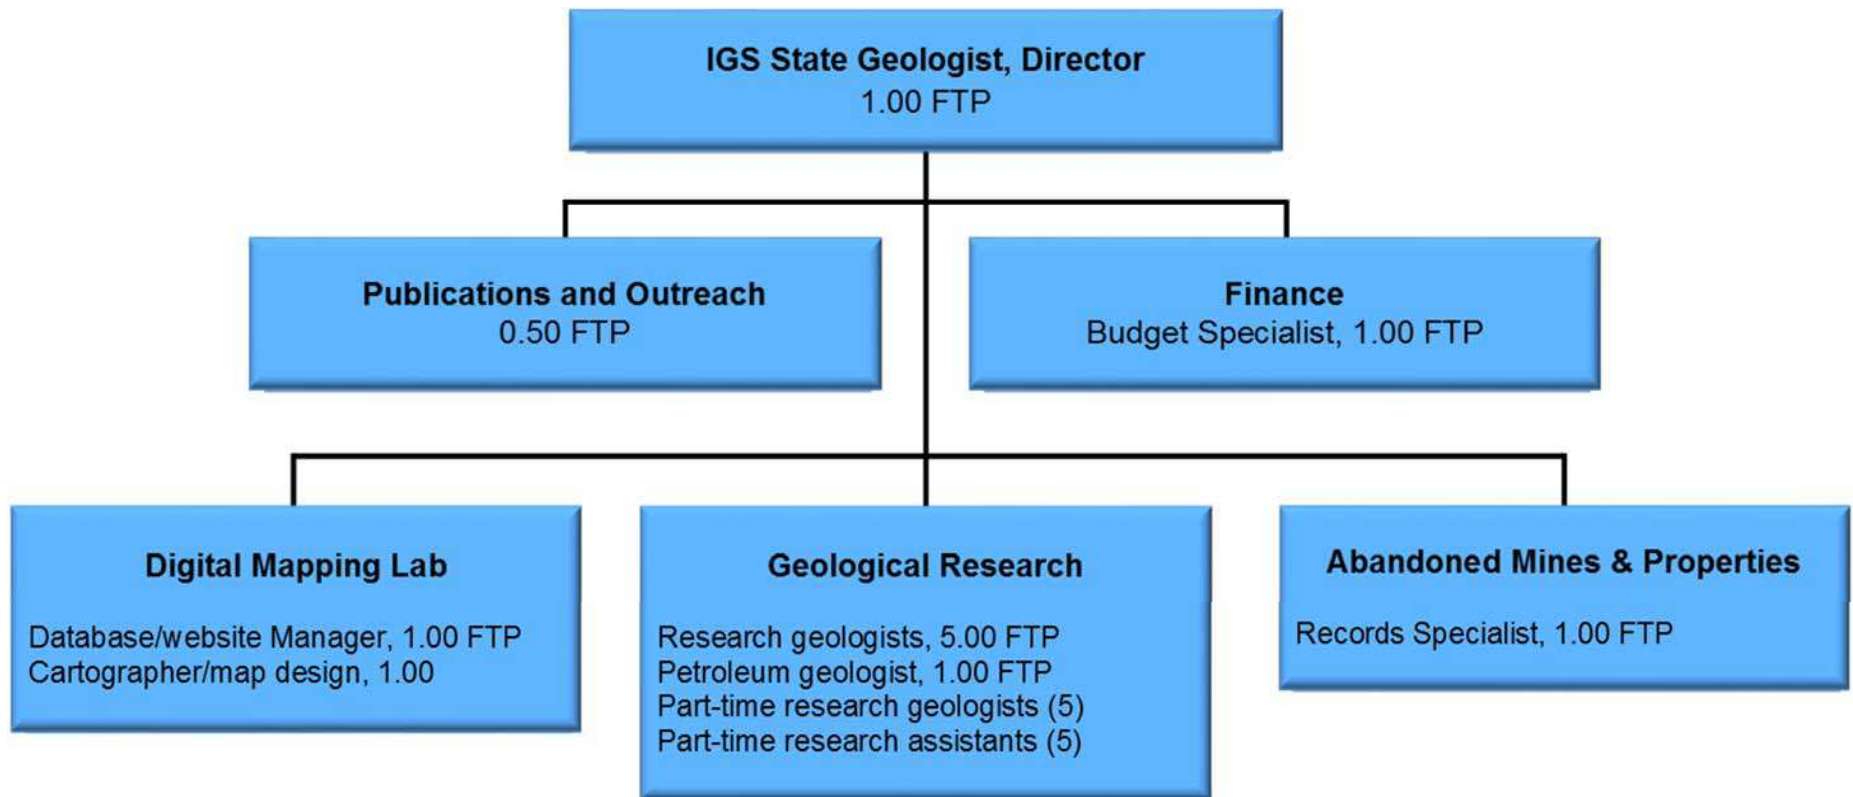 IGS State Geologist, Director
1.00 FTP
Publications and Outreach
0.50 FTP
Finance
Budget Specialist, 1.00 FTP
Digital Mapping Lab
Database/website Manager, 1.00 FTP
Cartographer/map design, 1.00
Geological Research
Research geologists, 5.00 FTP
Petroleum geologist, 1.00 FTP
Part-time research geologists (5)
Part-time research assistants (5)
Abandoned Mines & Properties
Records Specialist, 1.00 FTP